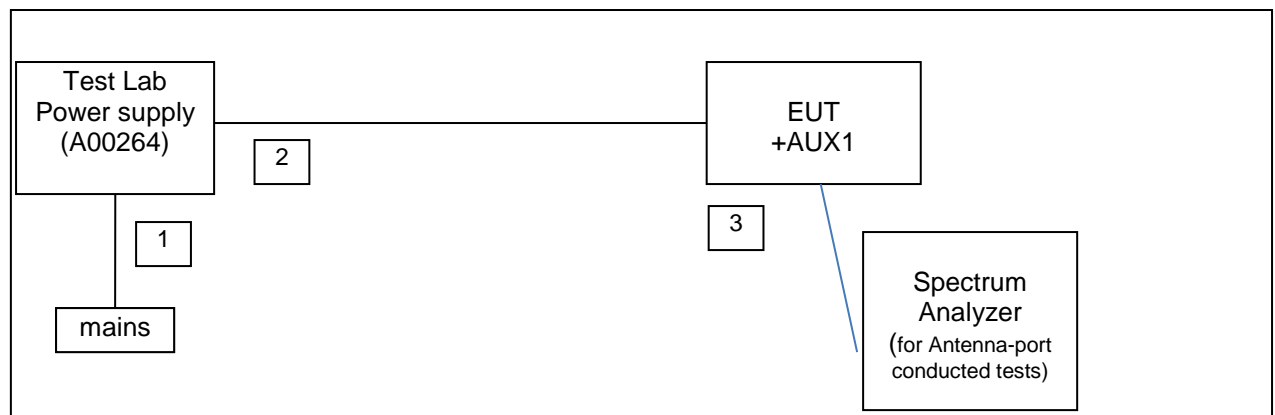 Test Lab
Power supply
(A00264)
EUT
+AUX1
2
1
3
mains
Spectrum
Analyzer
(for Antenna-port
conducted tests)